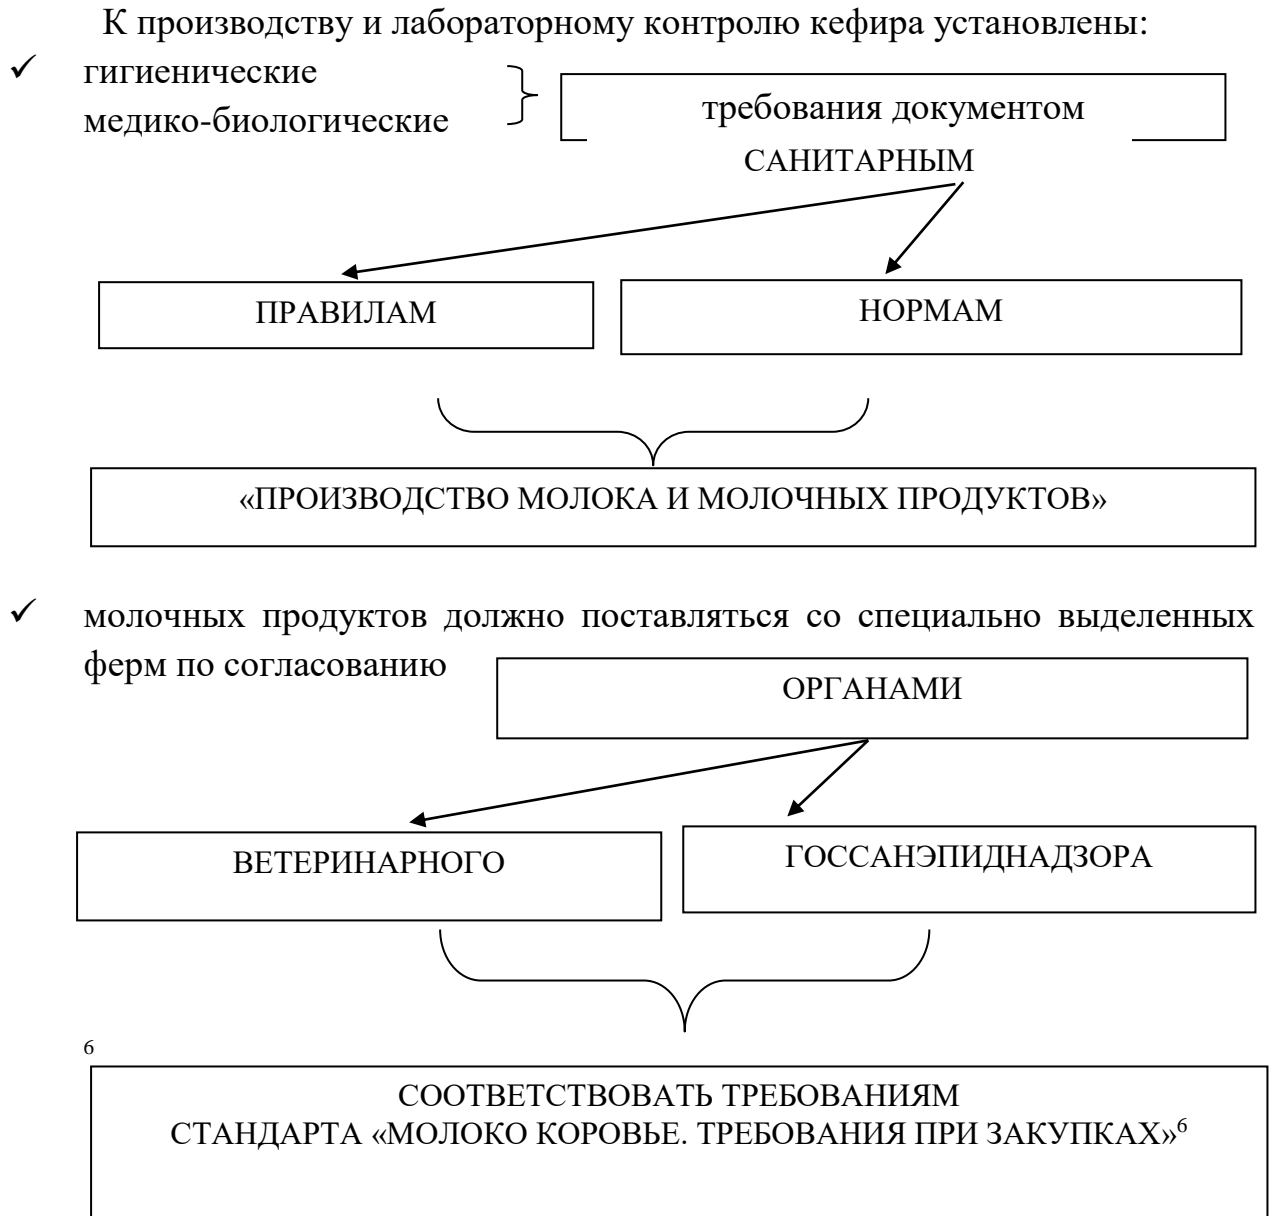 К производству и лабораторному контролю кефира установлены:
✓ гигиенические
медико-биологические
требования документом
САНИТАРНЫМ
ПРАВИЛАМ
НОРМАМ
«ПРОИЗВОДСТВО МОЛОКА И МОЛОЧНЫХ ПРОДУКТОВ»
✓ молочных продуктов должно поставляться со специально выделенных
ферм по согласованию
ОРГАНАМИ
ВЕТЕРИНАРНОГО
ГОССАНЭПИДНАДЗОРА
6
СООТВЕТСТВОВАТЬ ТРЕБОВАНИЯМ
СТАНДАРТА «МОЛОКО КОРОВЬЕ. ТРЕБОВАНИЯ ПРИ ЗАКУПКАХ»⁶